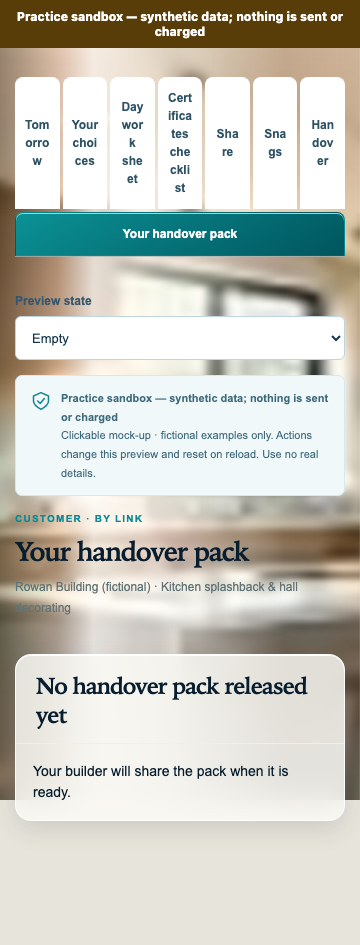 Practice sandbox — synthetic data; nothing is sent or
charged
Tom
orro
w
Your
choi
ces
Day
wor
k
she
et
Cert
ifica
tes
che
ckli
st
Sha
re
Sna
gs
Han
dov
er
Your handover pack
Preview state
Empty
Practice sandbox — synthetic data; nothing is sent
or charged
Clickable mock-up · fictional examples only. Actions
change this preview and reset on reload. Use no real
details.
CUSTOMER · BY LINK
Your handover pack
Rowan Building (fictional) · Kitchen splashback & hall
decorating
No handover pack released
yet
Your builder will share the pack when it is
ready.